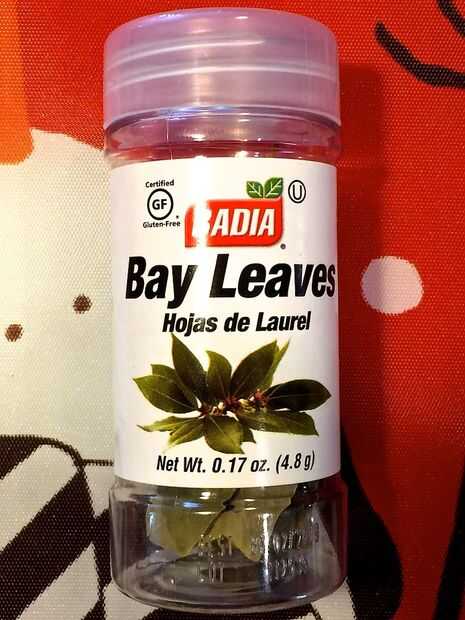 Certified
GF
Gluten-Free
U
BADIA
®
Bay Leaves
Hojas de Laurel
Net Wt. 0.17 oz. (4.8 g)